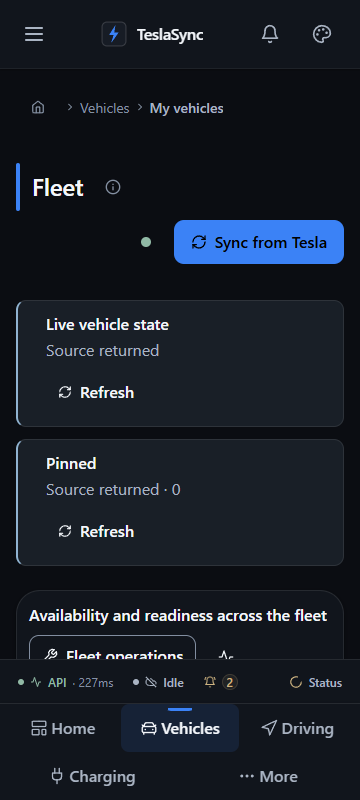 TeslaSync
Vehicles My vehicles
Fleet
Sync from Tesla
Live vehicle state
Source returned
Refresh
Pinned
Source returned · 0
Refresh
Availability and readiness across the fleet
Fleet operations
API · 227ms Idle 2 Status
Home Vehicles Driving
Charging More